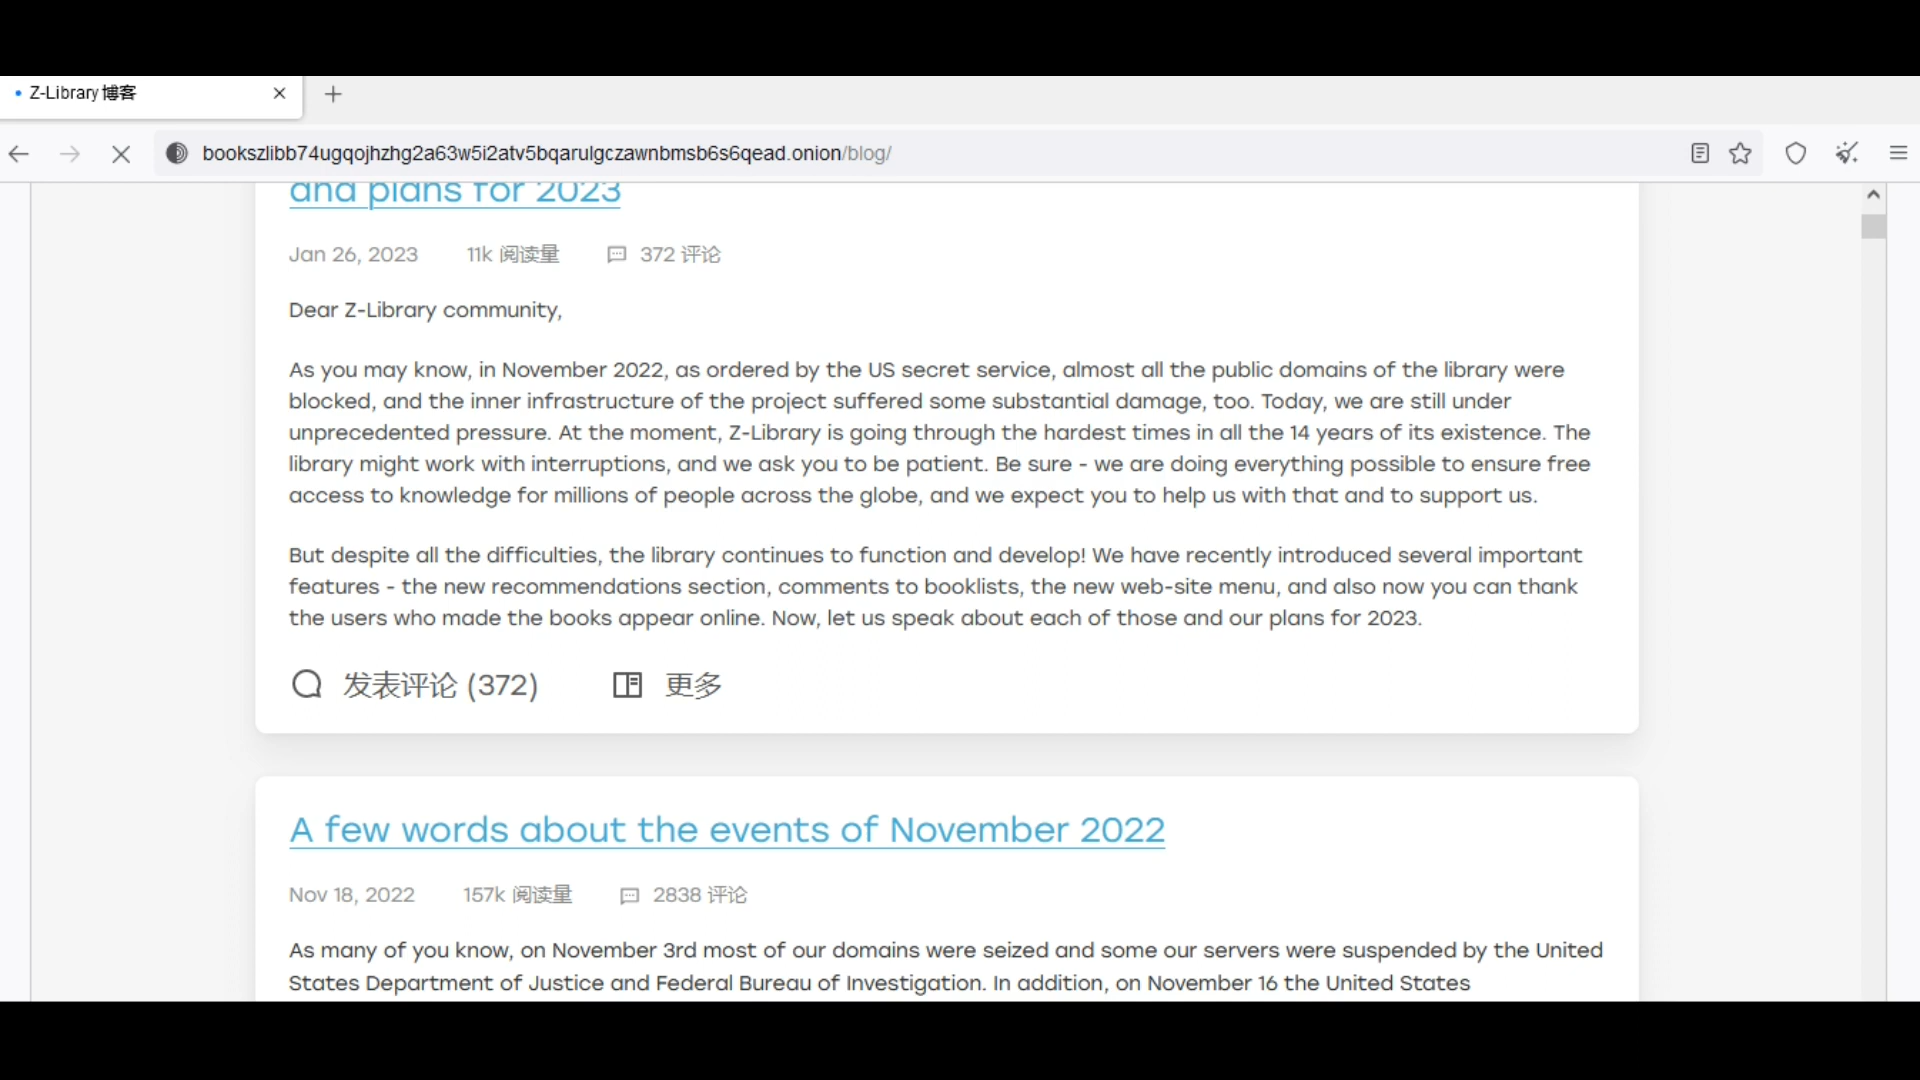 Z-Library 博客
bookszlibb74ugqojhzhg2a63w5i2atv5bqarulgczawnbmsb6s6qead.onion/blog/
and plans for 2023
Jan 26, 2023 11k 阅读量 372 评论
Dear Z-Library community,
As you may know, in November 2022, as ordered by the US secret service, almost all the public domains of the library were
blocked, and the inner infrastructure of the project suffered some substantial damage, too. Today, we are still under
unprecedented pressure. At the moment, Z-Library is going through the hardest times in all the 14 years of its existence. The
library might work with interruptions, and we ask you to be patient. Be sure - we are doing everything possible to ensure free
access to knowledge for millions of people across the globe, and we expect you to help us with that and to support us.
But despite all the difficulties, the library continues to function and develop! We have recently introduced several important
features - the new recommendations section, comments to booklists, the new web-site menu, and also now you can thank
the users who made the books appear online. Now, let us speak about each of those and our plans for 2023.
发表评论 (372) 更多
A few words about the events of November 2022
Nov 18, 2022 157k 阅读量 2838 评论
As many of you know, on November 3rd most of our domains were seized and some our servers were suspended by the United
States Department of Justice and Federal Bureau of Investigation. In addition, on November 16 the United States